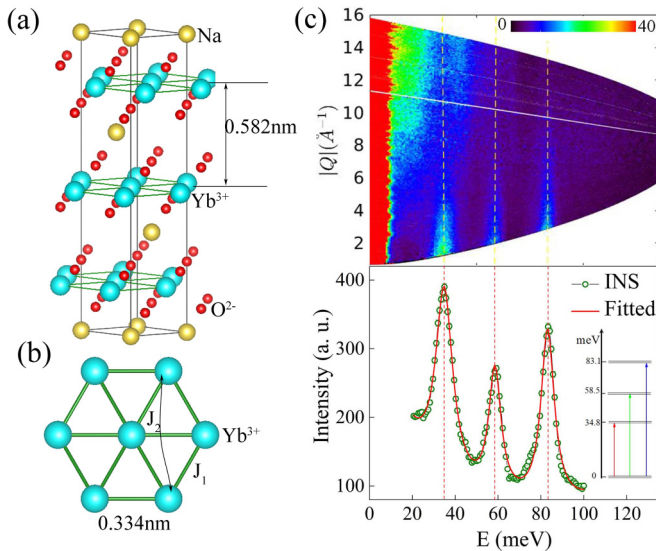 (a)
Na
0.582nm
Yb³⁺
O²⁻
(b)
J₂
Yb³⁺
J₁
0.334nm
(c)
0 40
|Q|(Å⁻¹)
16
14
12
10
8
6
4
2
Intensity (a. u.)
400
300
200
100
INS
Fitted
meV
83.1
58.5
34.8
0
0 20 40 60 80 100 120
E (meV)